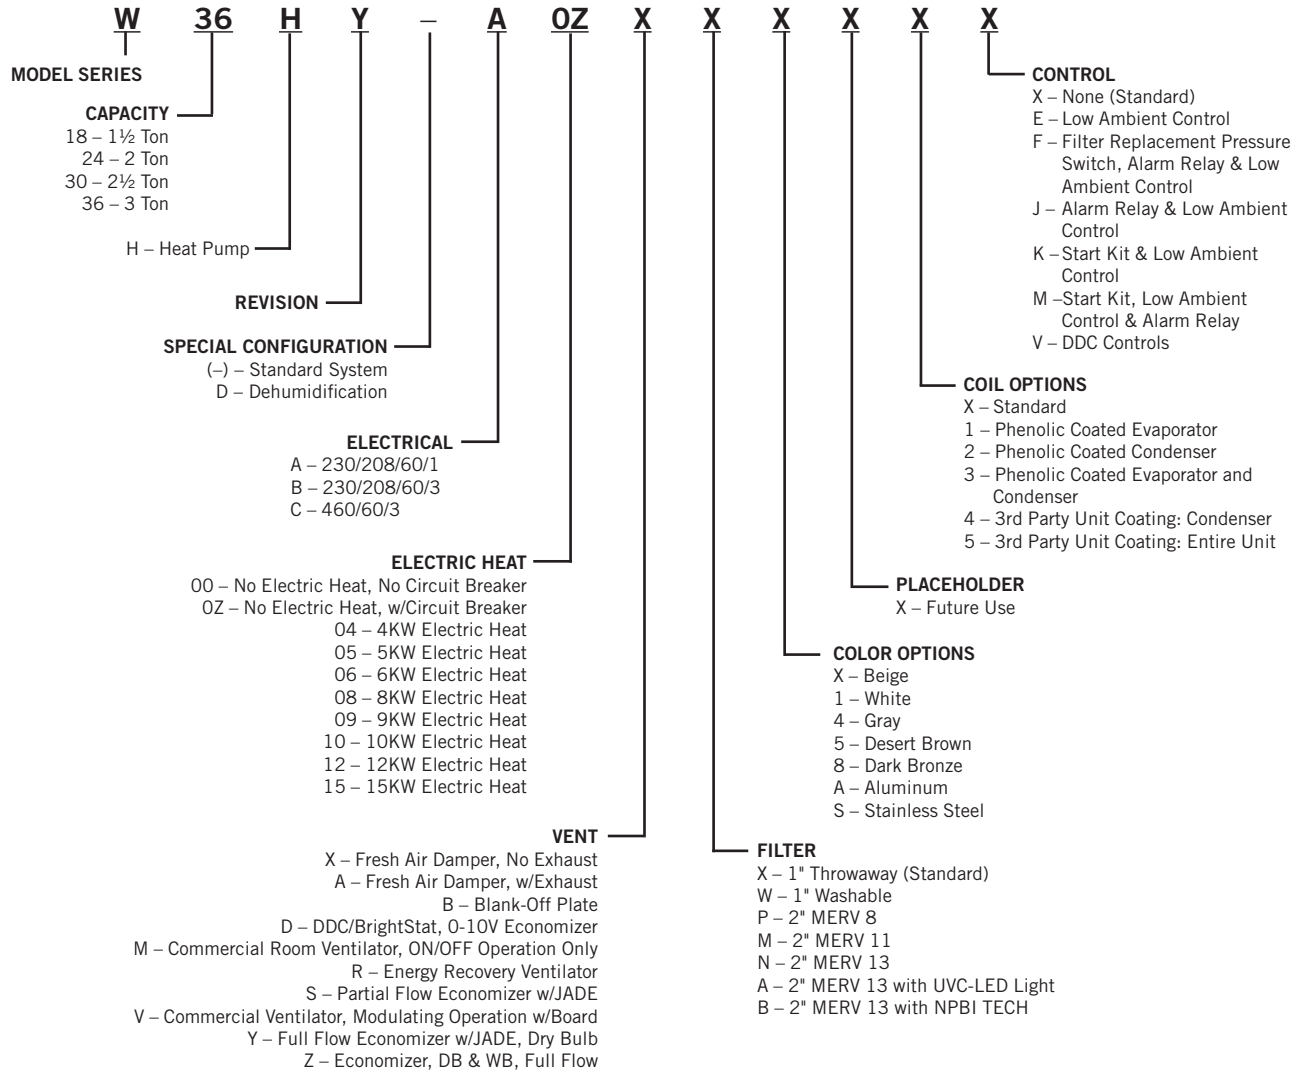 W 36 H Y – A 0Z X X X X X X
MODEL SERIES
CAPACITY
18 – 1½ Ton
24 – 2 Ton
30 – 2½ Ton
36 – 3 Ton
H – Heat Pump
REVISION
SPECIAL CONFIGURATION
(–) – Standard System
D – Dehumidification
ELECTRICAL
A – 230/208/60/1
B – 230/208/60/3
C – 460/60/3
ELECTRIC HEAT
00 – No Electric Heat, No Circuit Breaker
0Z – No Electric Heat, w/Circuit Breaker
04 – 4KW Electric Heat
05 – 5KW Electric Heat
06 – 6KW Electric Heat
08 – 8KW Electric Heat
09 – 9KW Electric Heat
10 – 10KW Electric Heat
12 – 12KW Electric Heat
15 – 15KW Electric Heat
VENT
X – Fresh Air Damper, No Exhaust
A – Fresh Air Damper, w/Exhaust
B – Blank-Off Plate
D – DDC/BrightStat, 0-10V Economizer
M – Commercial Room Ventilator, ON/OFF Operation Only
R – Energy Recovery Ventilator
S – Partial Flow Economizer w/JADE
V – Commercial Ventilator, Modulating Operation w/Board
Y – Full Flow Economizer w/JADE, Dry Bulb
Z – Economizer, DB & WB, Full Flow
FILTER
X – 1" Throwaway (Standard)
W – 1" Washable
P – 2" MERV 8
M – 2" MERV 11
N – 2" MERV 13
A – 2" MERV 13 with UVC-LED Light
B – 2" MERV 13 with NPBI TECH
COLOR OPTIONS
X – Beige
1 – White
4 – Gray
5 – Desert Brown
8 – Dark Bronze
A – Aluminum
S – Stainless Steel
PLACEHOLDER
X – Future Use
COIL OPTIONS
X – Standard
1 – Phenolic Coated Evaporator
2 – Phenolic Coated Condenser
3 – Phenolic Coated Evaporator and
Condenser
4 – 3rd Party Unit Coating: Condenser
5 – 3rd Party Unit Coating: Entire Unit
CONTROL
X – None (Standard)
E – Low Ambient Control
F – Filter Replacement Pressure
Switch, Alarm Relay & Low
Ambient Control
J – Alarm Relay & Low Ambient
Control
K – Start Kit & Low Ambient
Control
M –Start Kit, Low Ambient
Control & Alarm Relay
V – DDC Controls